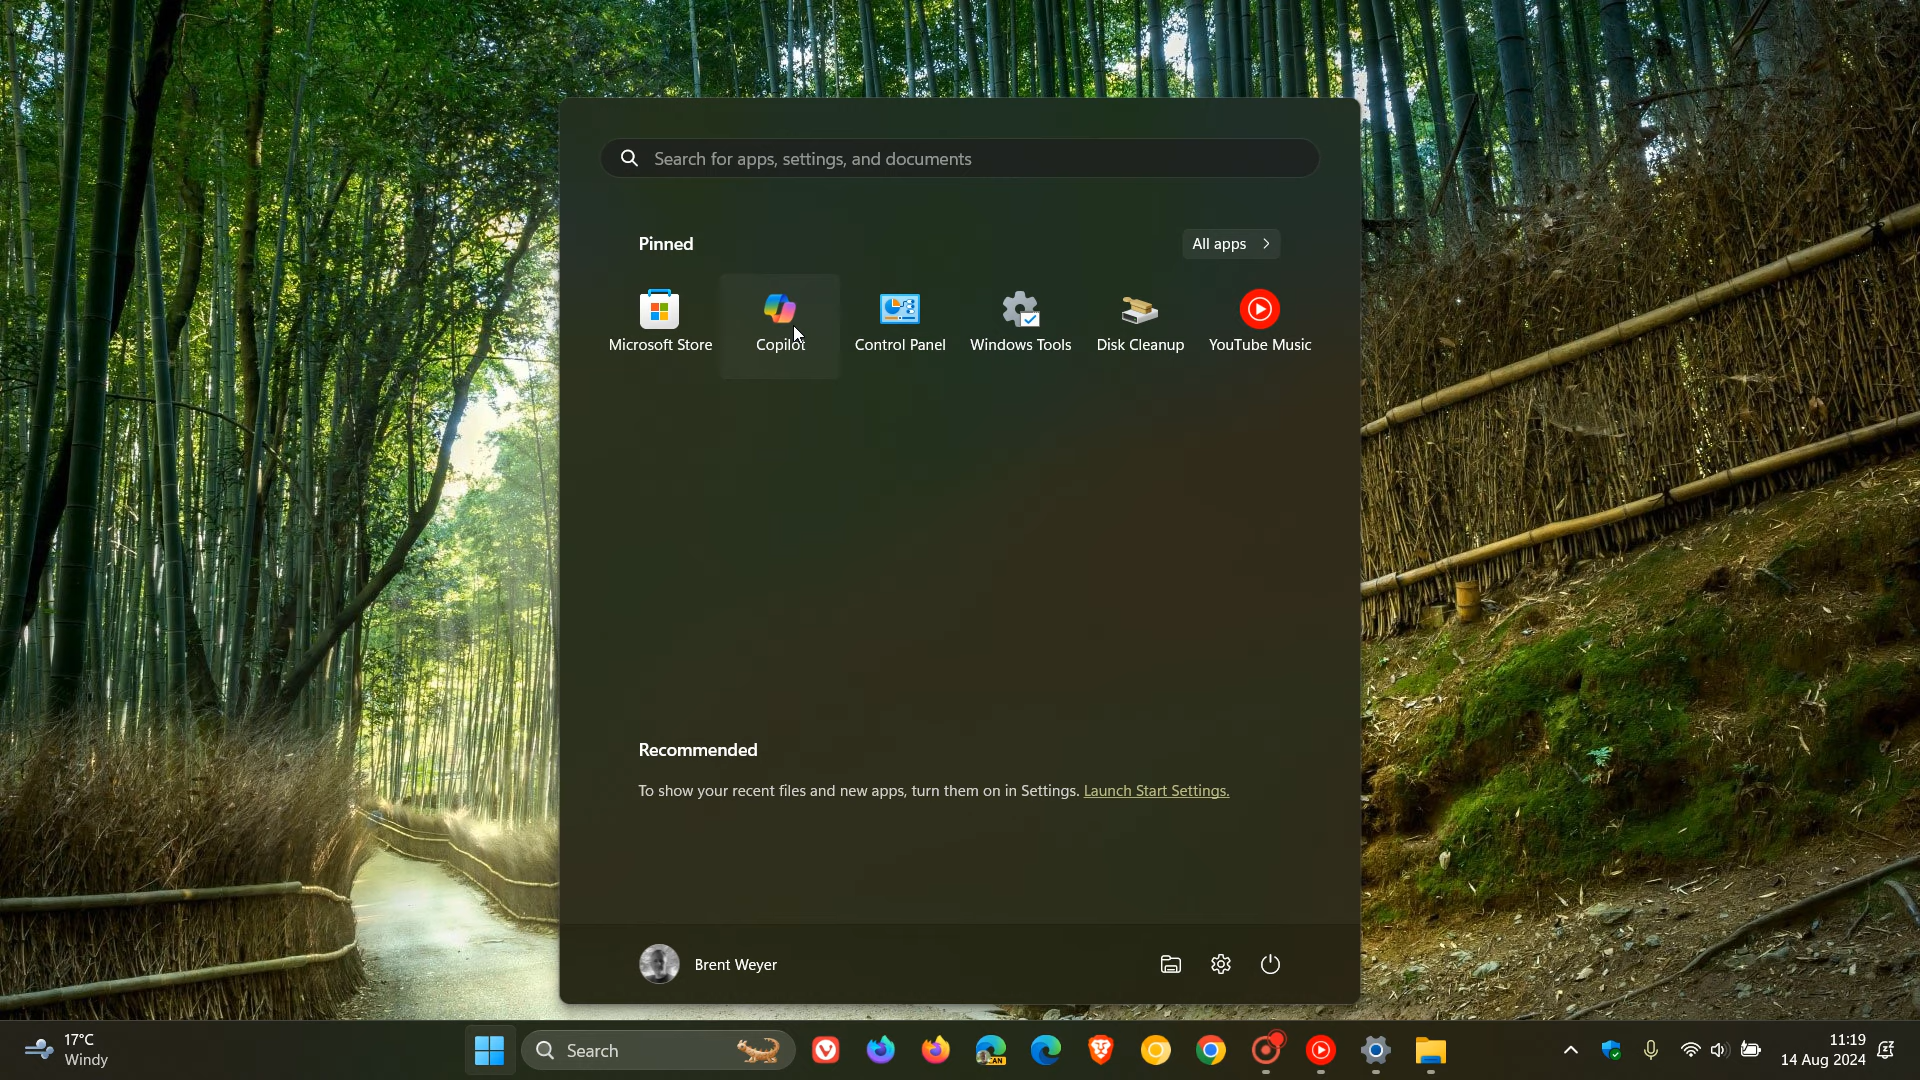 Search for apps, settings, and documents
Pinned
All apps
Microsoft Store
Copilot
Control Panel
Windows Tools
Disk Cleanup
YouTube Music
Recommended
To show your recent files and new apps, turn them on in Settings. Launch Start Settings.
Brent Weyer
17°C
Windy
Search
CAN
11:19
14 Aug 2024